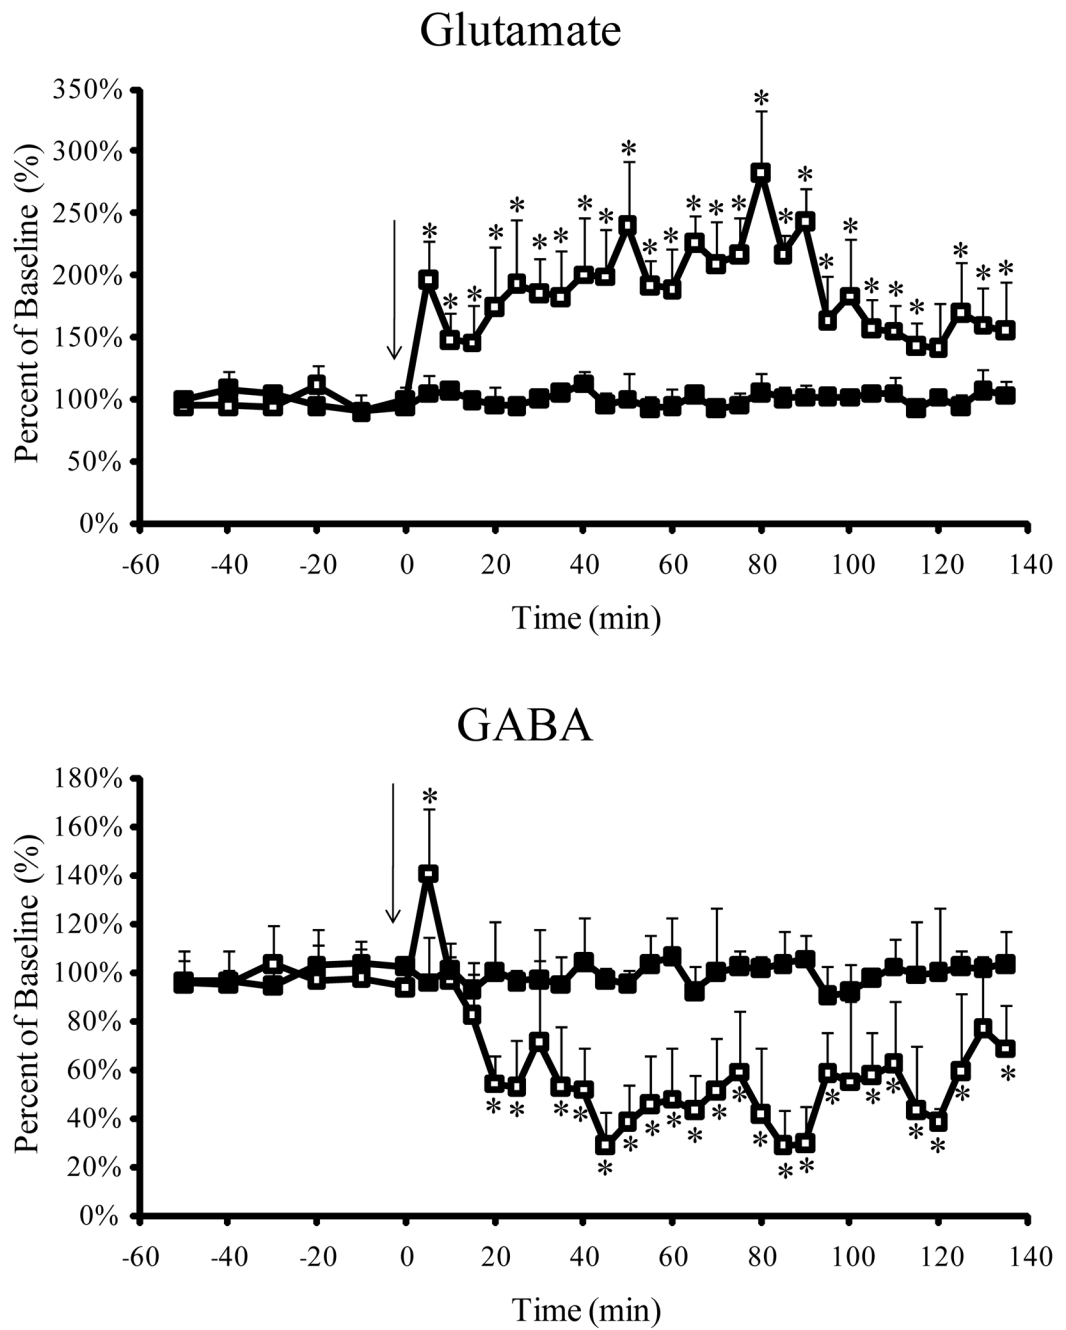 Glutamate
Percent of Baseline (%)
350%
300%
250%
200%
150%
100%
50%
0%
* * * * * * * * * * * * * * * * * * * * * * * * * *
-60 -40 -20 0 20 40 60 80 100 120 140
Time (min)
GABA
Percent of Baseline (%)
180%
160%
140%
120%
100%
80%
60%
40%
20%
0%
* * * * * * * * * * * * * * * * * * * * * * *
-60 -40 -20 0 20 40 60 80 100 120 140
Time (min)